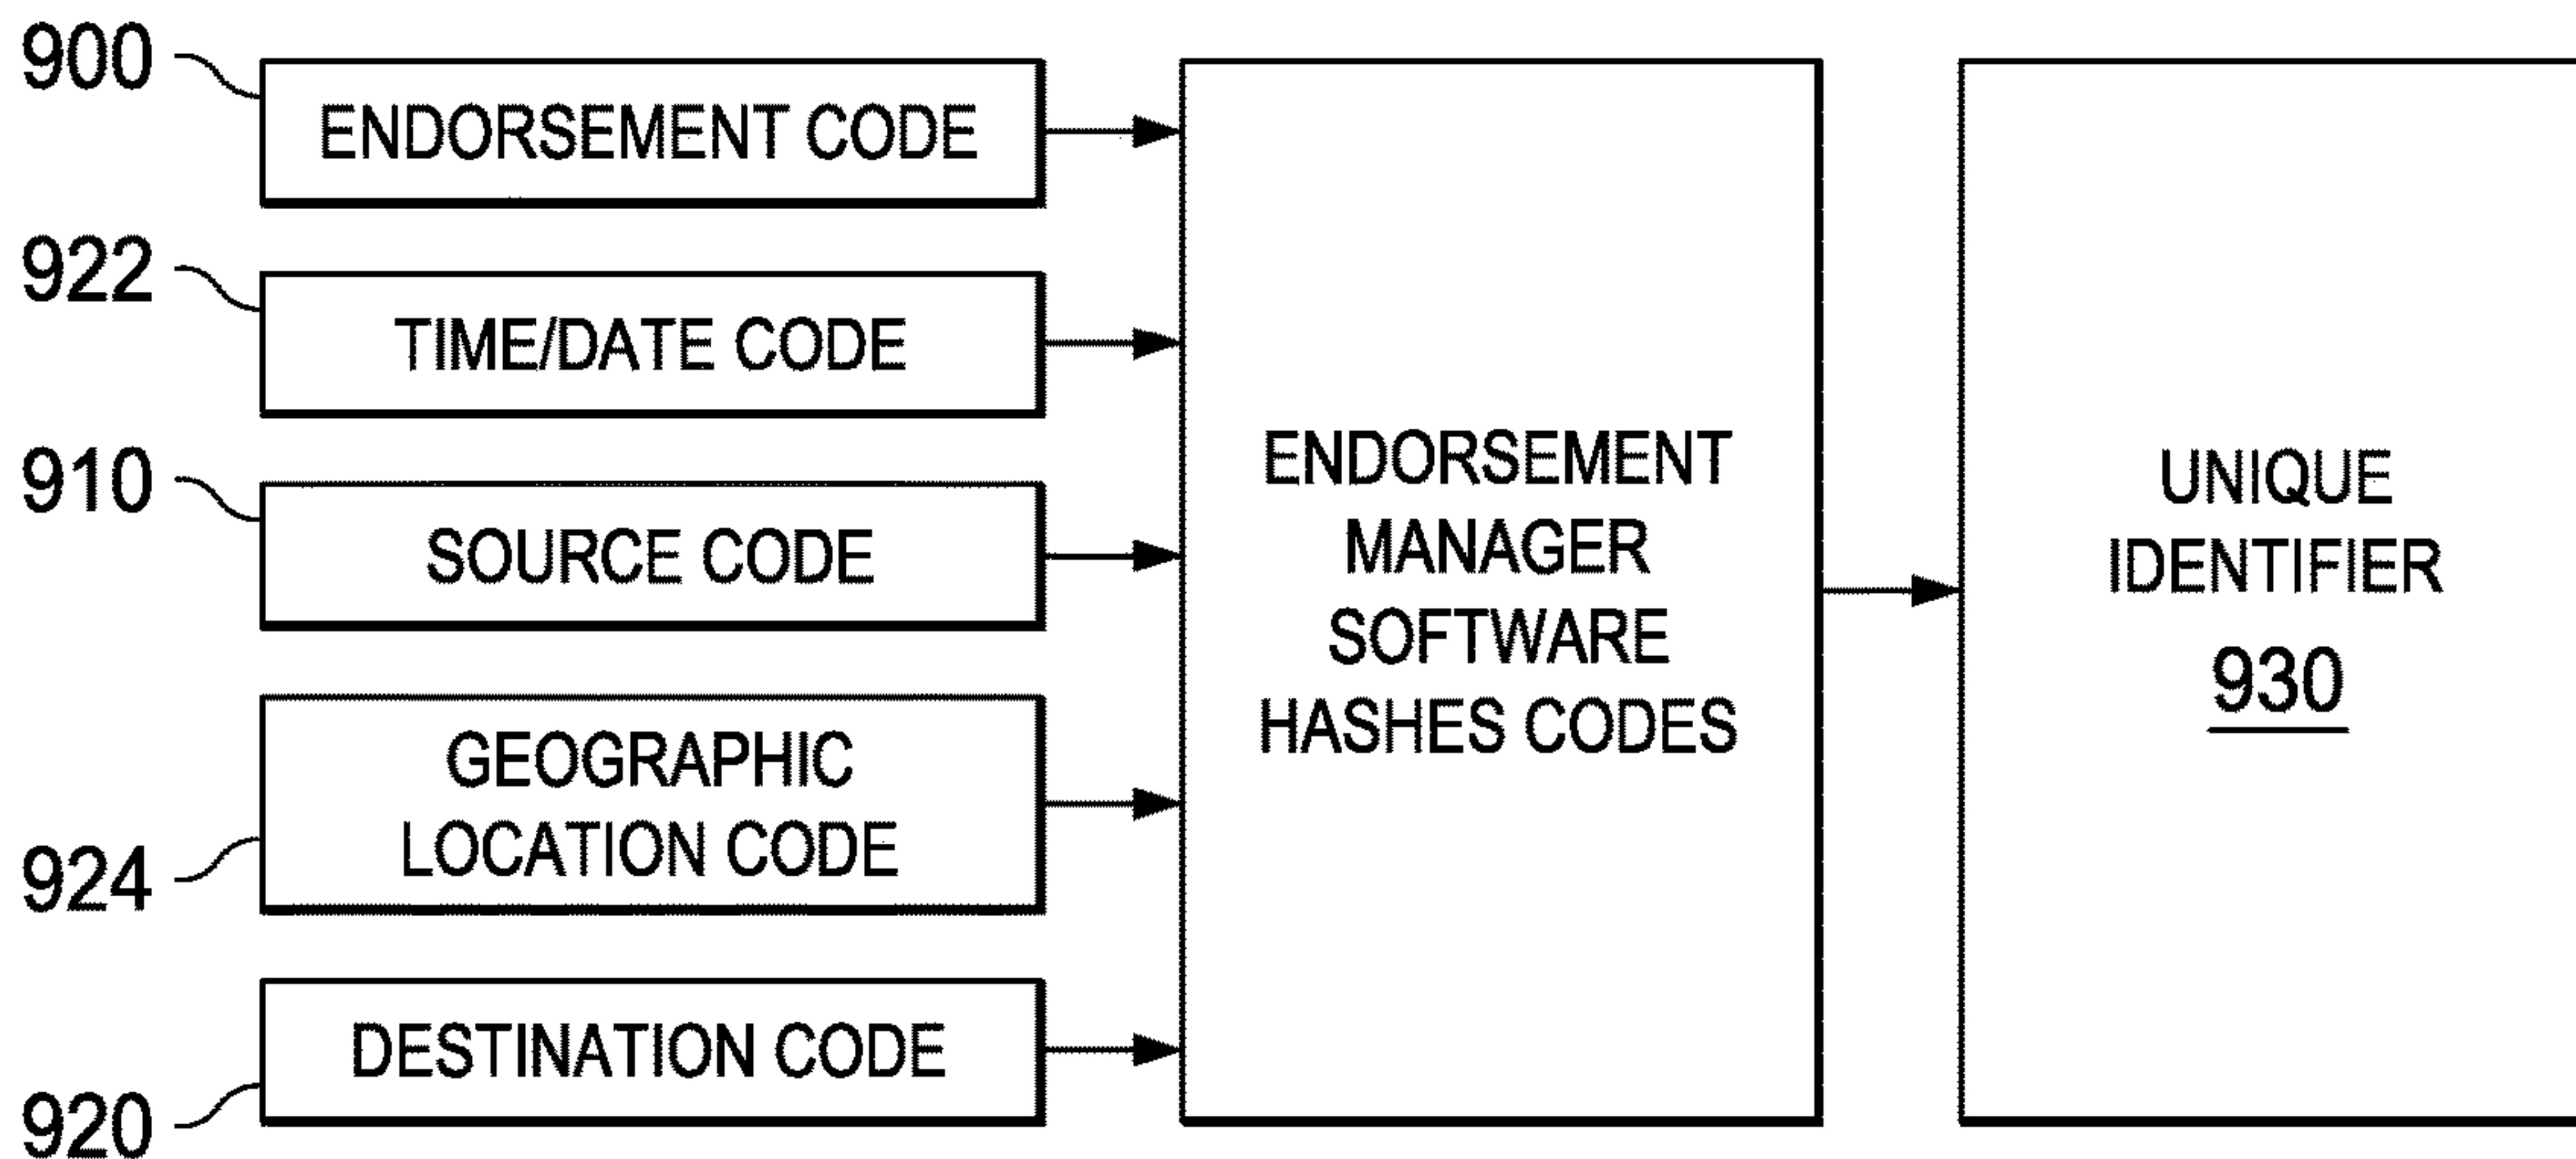 900
ENDORSEMENT CODE
922
TIME/DATE CODE
910
SOURCE CODE
GEOGRAPHIC
LOCATION CODE
924
DESTINATION CODE
920
ENDORSEMENT
MANAGER
SOFTWARE
HASHES CODES
UNIQUE
IDENTIFIER
930